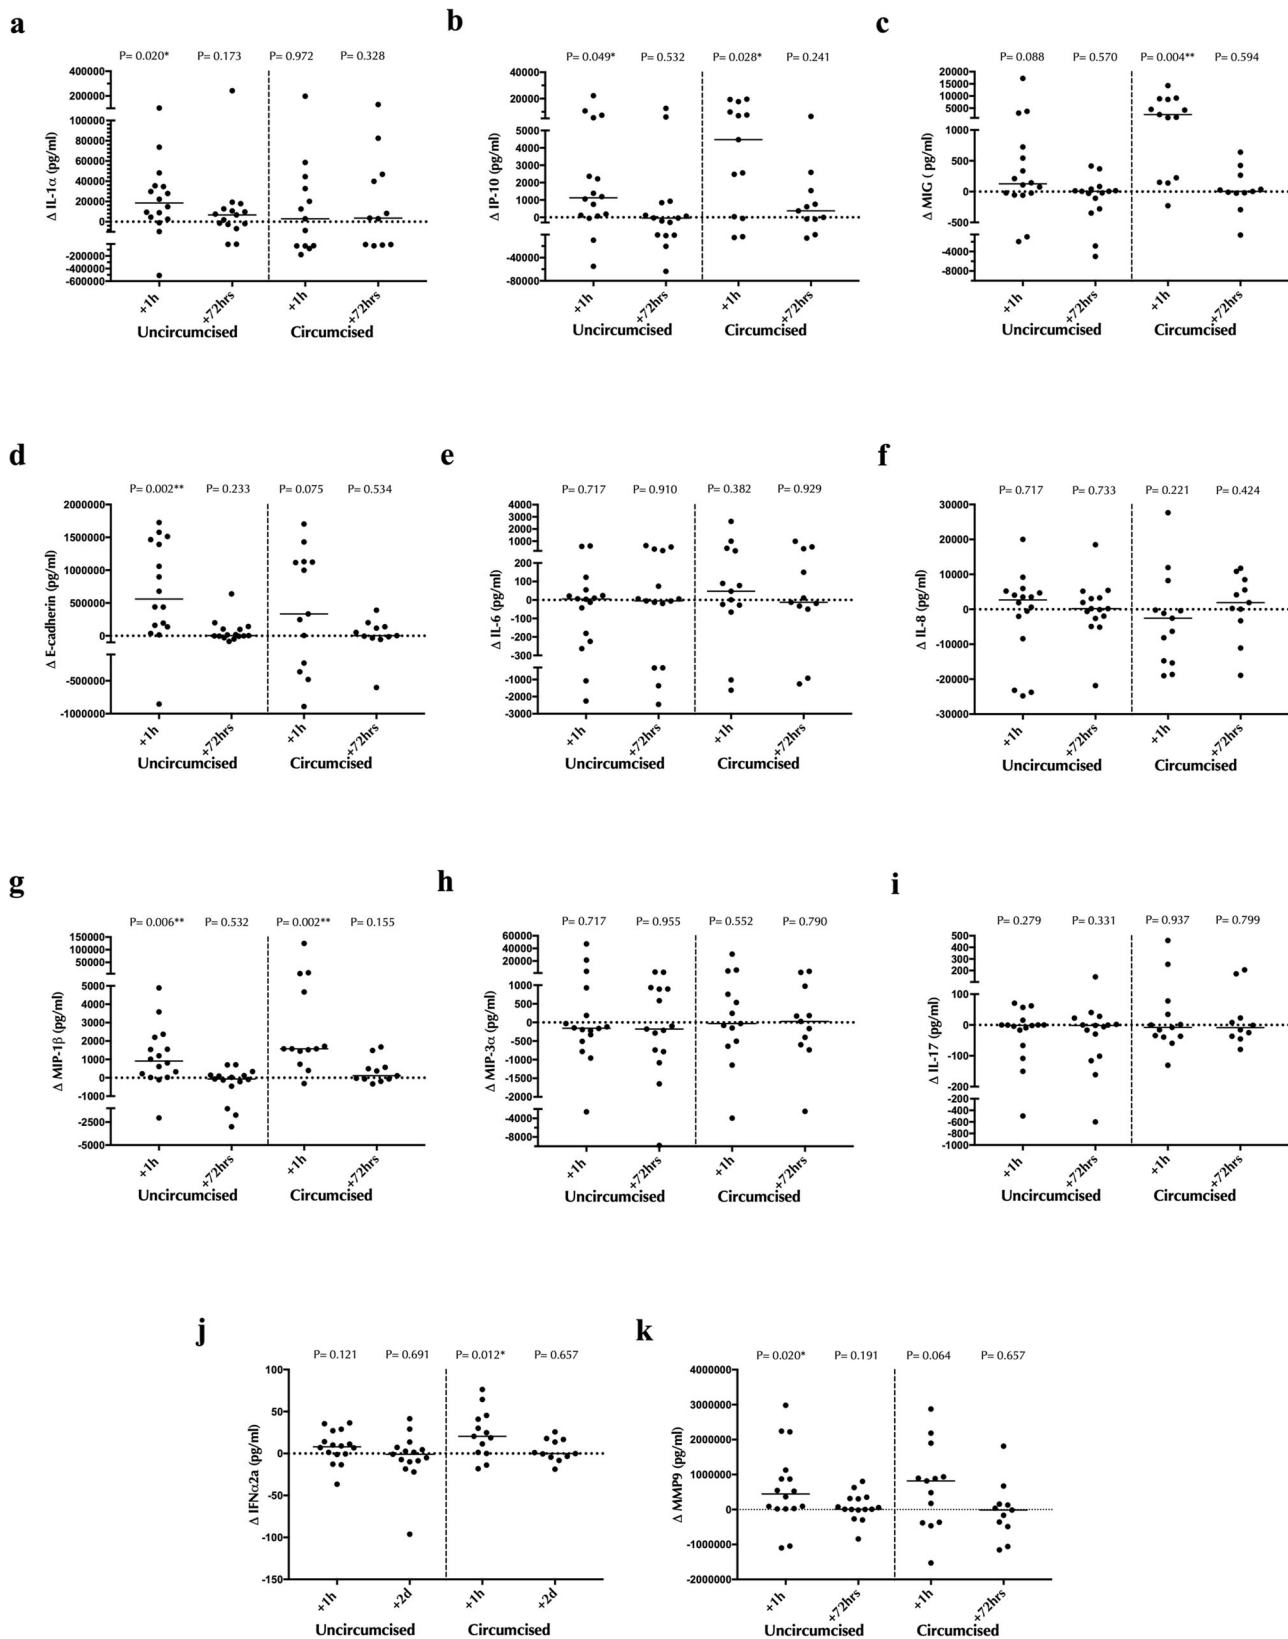 a
P= 0.020* P= 0.173 P= 0.972 P= 0.328
Δ IL-1α (pg/ml)
400000
200000
100000
80000
60000
40000
20000
0
-200000
-400000
-600000
+1h +72hrs +1h +72hrs
Uncircumcised Circumcised
b
P= 0.049* P= 0.532 P= 0.028* P= 0.241
Δ IP-10 (pg/ml)
40000
20000
5000
4000
3000
2000
1000
0
-40000
-80000
+1h +72hrs +1h +72hrs
Uncircumcised Circumcised
c
P= 0.088 P= 0.570 P= 0.004** P= 0.594
Δ MIG ( pg/ml)
20000
15000
10000
5000
1000
500
0
-500
-4000
-8000
+1h +72hrs +1h +72hrs
Uncircumcised Circumcised
d
P= 0.002** P= 0.233 P= 0.075 P= 0.534
Δ E-cadherin (pg/ml)
2000000
1500000
1000000
500000
0
-500000
-1000000
+1h +72hrs +1h +72hrs
Uncircumcised Circumcised
e
P= 0.717 P= 0.910 P= 0.382 P= 0.929
Δ IL-6 (pg/ml)
4000
3000
2000
1000
200
100
0
-100
-200
-300
-1000
-2000
-3000
+1h +72hrs +1h +72hrs
Uncircumcised Circumcised
f
P= 0.717 P= 0.733 P= 0.221 P= 0.424
Δ IL-8 (pg/ml)
30000
20000
10000
0
-10000
-20000
-30000
+1h +72hrs +1h +72hrs
Uncircumcised Circumcised
g
P= 0.006** P= 0.532 P= 0.002** P= 0.155
Δ MIP-1β (pg/ml)
150000
100000
50000
5000
4000
3000
2000
1000
0
-1000
-2500
-5000
+1h +72hrs +1h +72hrs
Uncircumcised Circumcised
h
P= 0.717 P= 0.955 P= 0.552 P= 0.790
Δ MIP-3α (pg/ml)
60000
40000
20000
1000
500
0
-500
-1000
-1500
-2000
-4000
-8000
+1h +72hrs +1h +72hrs
Uncircumcised Circumcised
i
P= 0.279 P= 0.331 P= 0.937 P= 0.799
Δ IL-17 (pg/ml)
500
400
300
200
100
0
-100
-200
-200
-400
-600
-800
-1000
+1h +72hrs +1h +72hrs
Uncircumcised Circumcised
j
P= 0.121 P= 0.691 P= 0.012* P= 0.657
Δ IFNα2a (pg/ml)
100
50
0
-50
-100
-150
+1h +2d +1h +2d
Uncircumcised Circumcised
k
P= 0.020* P= 0.191 P= 0.064 P= 0.657
Δ MMP9 (pg/ml)
4000000
3000000
2000000
1000000
0
-1000000
-2000000
+1h +72hrs +1h +72hrs
Uncircumcised Circumcised